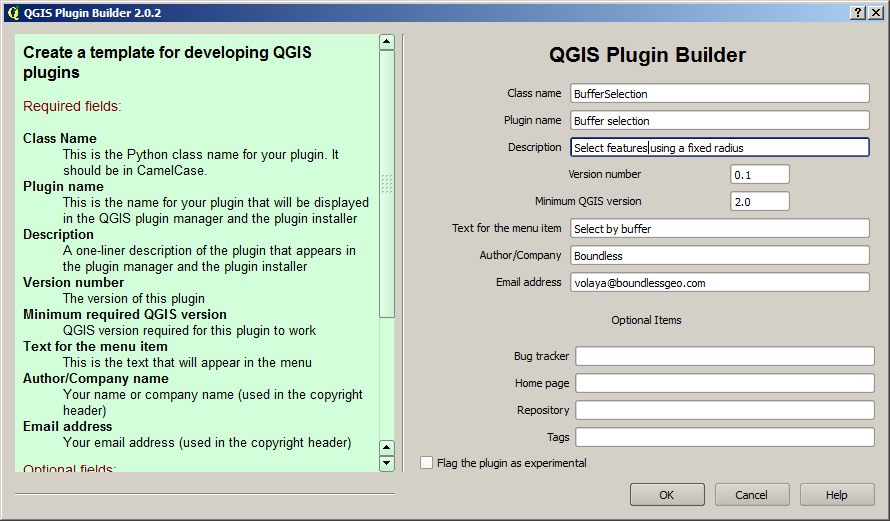 QGIS Plugin Builder 2.0.2
Create a template for developing QGIS
plugins
Required fields:
Class Name
This is the Python class name for your plugin. It
should be in CamelCase.
Plugin name
This is the name for your plugin that will be displayed
in the QGIS plugin manager and the plugin installer
Description
A one-liner description of the plugin that appears in
the plugin manager and the plugin installer
Version number
The version of this plugin
Minimum required QGIS version
QGIS version required for this plugin to work
Text for the menu item
This is the text that will appear in the menu
Author/Company name
Your name or company name (used in the copyright
header)
Email address
Your email address (used in the copyright header)
Optional fields:
QGIS Plugin Builder
Class name BufferSelection
Plugin name Buffer selection
Description Select features using a fixed radius
Version number 0.1
Minimum QGIS version 2.0
Text for the menu item Select by buffer
Author/Company Boundless
Email address volaya@boundlessgeo.com
Optional Items
Bug tracker
Home page
Repository
Tags
Flag the plugin as experimental
OK Cancel Help